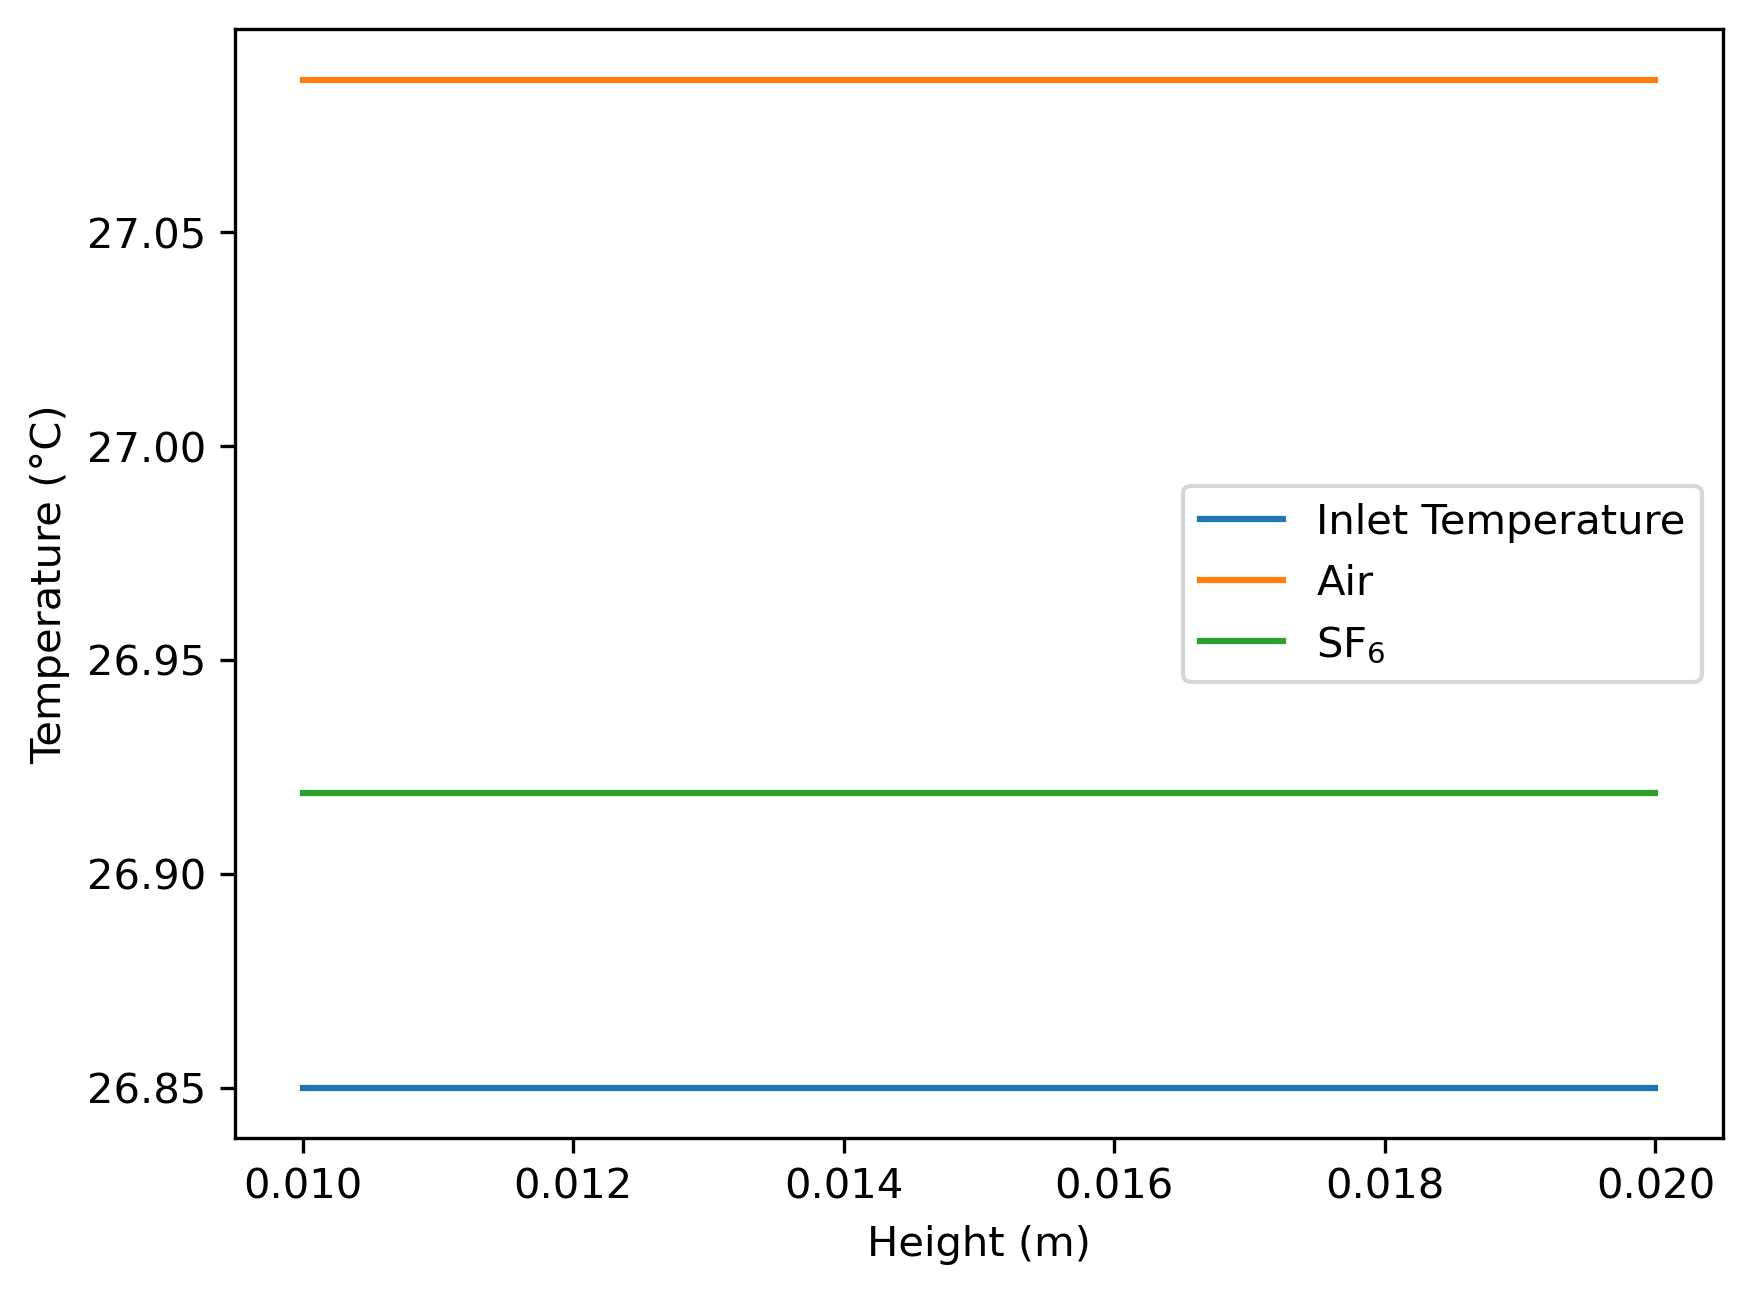 27.05
27.00
26.95
26.90
26.85
Temperature (°C)
Inlet Temperature
Air
SF₆
0.010 0.012 0.014 0.016 0.018 0.020
Height (m)